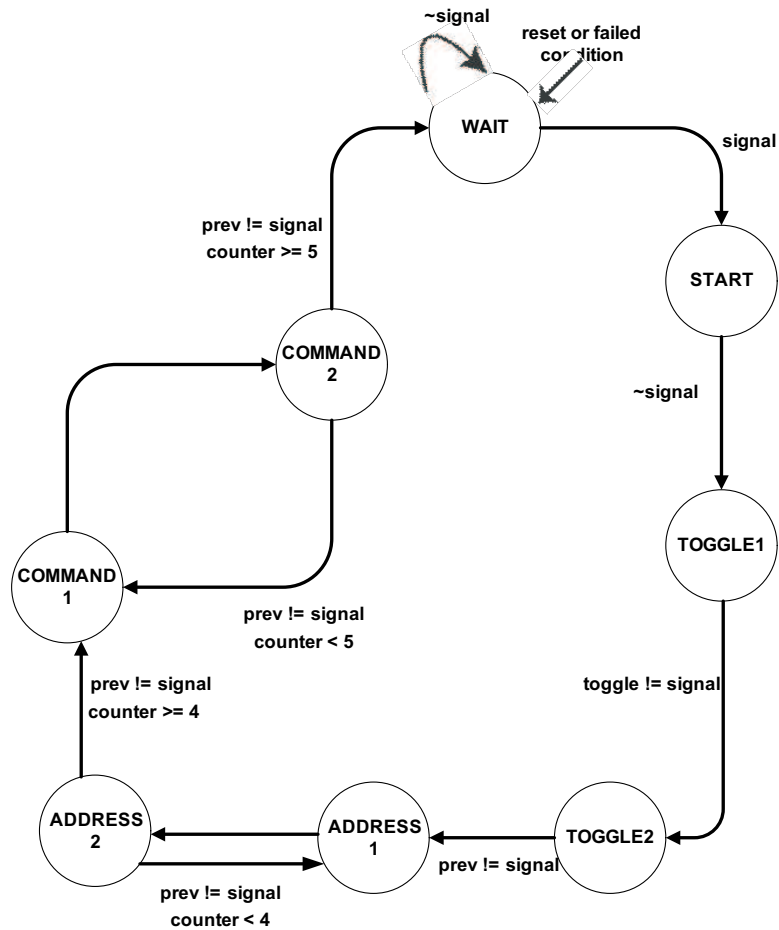 ~signal
reset or failed
condition
WAIT
signal
prev != signal
counter >= 5
START
COMMAND
2
~signal
TOGGLE1
COMMAND
1
prev != signal
counter < 5
prev != signal
counter >= 4
toggle != signal
ADDRESS
2
ADDRESS
1
TOGGLE2
prev != signal
prev != signal
counter < 4